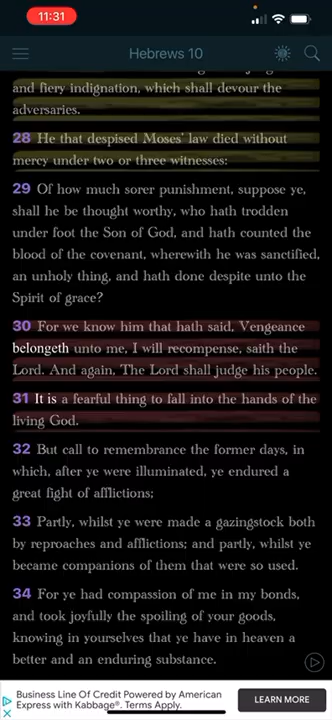 11:31
Hebrews 10
and fiery indignation, which shall devour the
adversaries.
28 He that despised Moses' law died without
mercy under two or three witnesses:
29 Of how much sorer punishment, suppose ye,
shall he be thought worthy, who hath trodden
under foot the Son of God, and hath counted the
blood of the covenant, wherewith he was sanctified,
an unholy thing, and hath done despite unto the
Spirit of grace?
30 For we know him that hath said, Vengeance
belongeth unto me, I will recompense, saith the
Lord. And again, The Lord shall judge his people.
31 It is a fearful thing to fall into the hands of the
living God.
32 But call to remembrance the former days, in
which, after ye were illuminated, ye endured a
great fight of afflictions;
33 Partly, whilst ye were made a gazingstock both
by reproaches and afflictions; and partly, whilst ye
became companions of them that were so used.
34 For ye had compassion of me in my bonds,
and took joyfully the spoiling of your goods,
knowing in yourselves that ye have in heaven a
better and an enduring substance.
Business Line Of Credit Powered by American
Express with Kabbage®. Terms Apply.
LEARN MORE